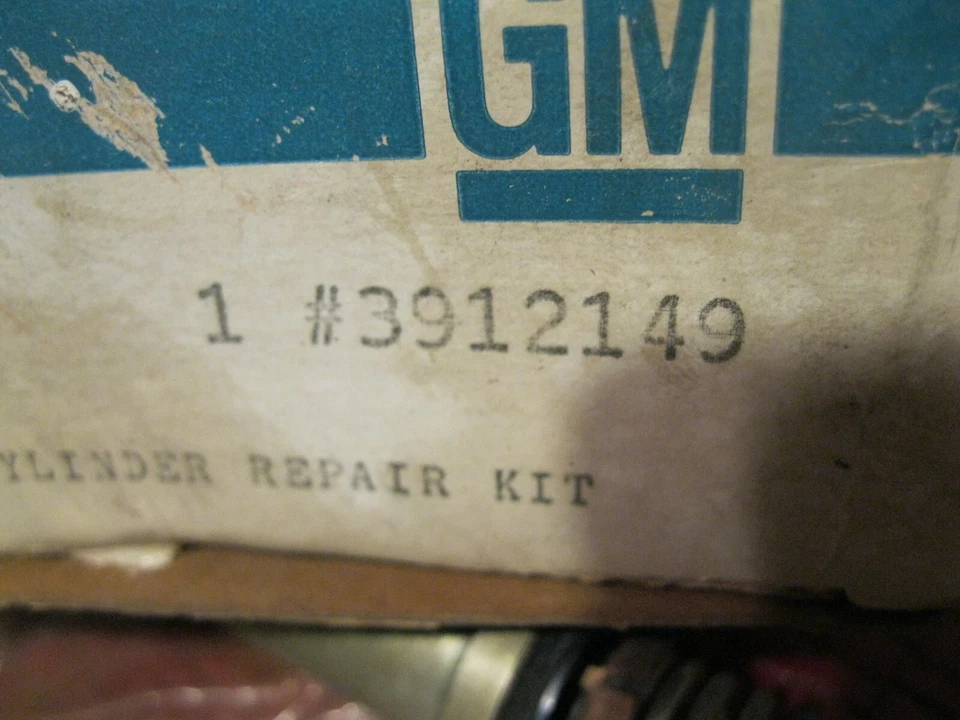 GM
1 #3912149
YLINDER REPAIR KIT